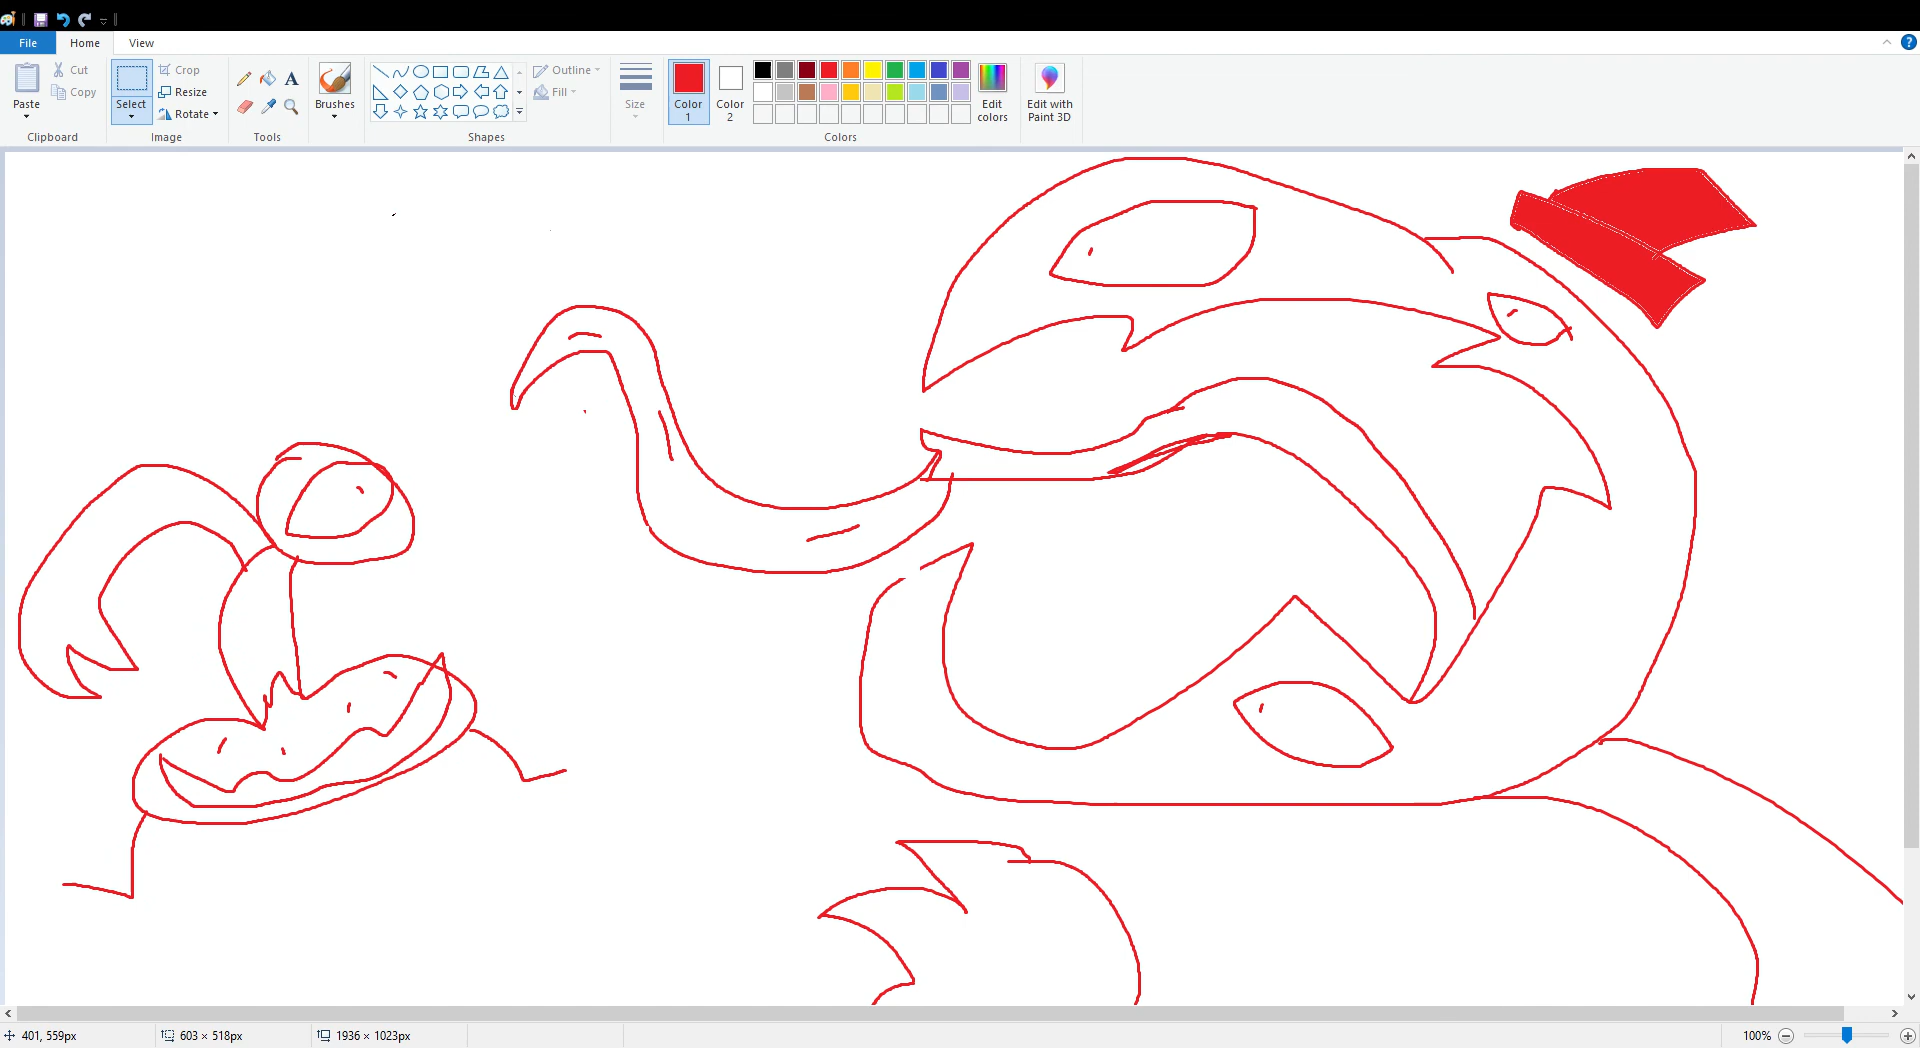 File Home View
Paste
Cut
Copy
Clipboard
Select
Crop
Resize
Rotate
Image
A
Tools
Brushes
Shapes
Outline
Fill
Size
Color 1
Color 2
Colors
Edit colors
Edit with Paint 3D
?
401, 559px 603 × 518px 1936 × 1023px 100%